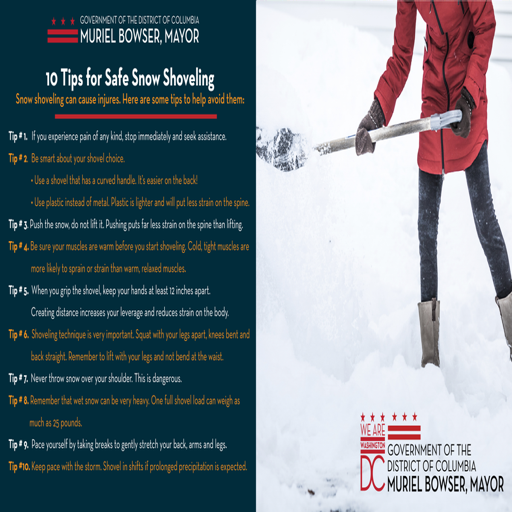 GOVERNMENT OF THE DISTRICT OF COLUMBIA
MURIEL BOWSER, MAYOR
10 Tips for Safe Snow Shoveling
Snow shoveling can cause injures. Here are some tips to help avoid them:
Tip # 1. If you experience pain of any kind, stop immediately and seek assistance.
Tip # 2. Be smart about your shovel choice.
• Use a shovel that has a curved handle. It's easier on the back!
• Use plastic instead of metal. Plastic is lighter and will put less strain on the spine.
Tip # 3. Push the snow, do not lift it. Pushing puts far less strain on the spine than lifting.
Tip # 4. Be sure your muscles are warm before you start shoveling. Cold, tight muscles are
more likely to sprain or strain than warm, relaxed muscles.
Tip # 5. When you grip the shovel, keep your hands at least 12 inches apart.
Creating distance increases your leverage and reduces strain on the body.
Tip # 6. Shoveling technique is very important. Squat with your legs apart, knees bent and
back straight. Remember to lift with your legs and not bend at the waist.
Tip # 7. Never throw snow over your shoulder. This is dangerous.
Tip # 8. Remember that wet snow can be very heavy. One full shovel load can weigh as
much as 25 pounds.
Tip # 9. Pace yourself by taking breaks to gently stretch your back, arms and legs.
Tip #10. Keep pace with the storm. Shovel in shifts if prolonged precipitation is expected.
WE ARE
WASHINGTON
DC
GOVERNMENT OF THE
DISTRICT OF COLUMBIA
MURIEL BOWSER, MAYOR